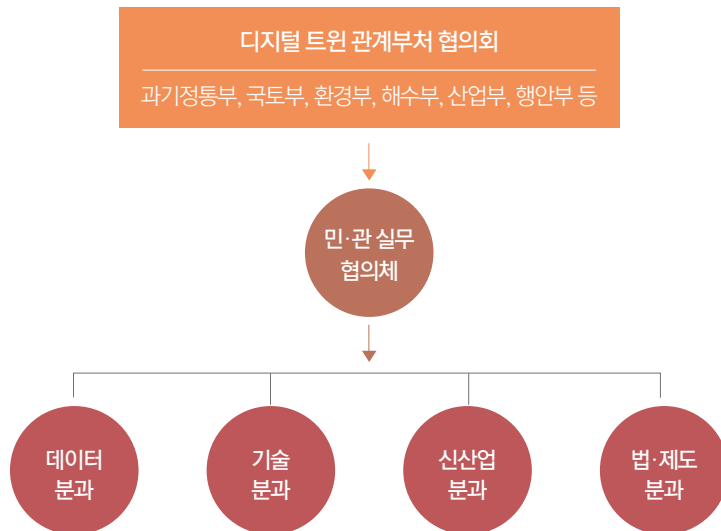 디지털 트윈 관계부처 협의회
과기정통부, 국토부, 환경부, 해수부, 산업부, 행안부 등
민·관 실무
협의체
데이터
분과
기술
분과
신산업
분과
법·제도
분과